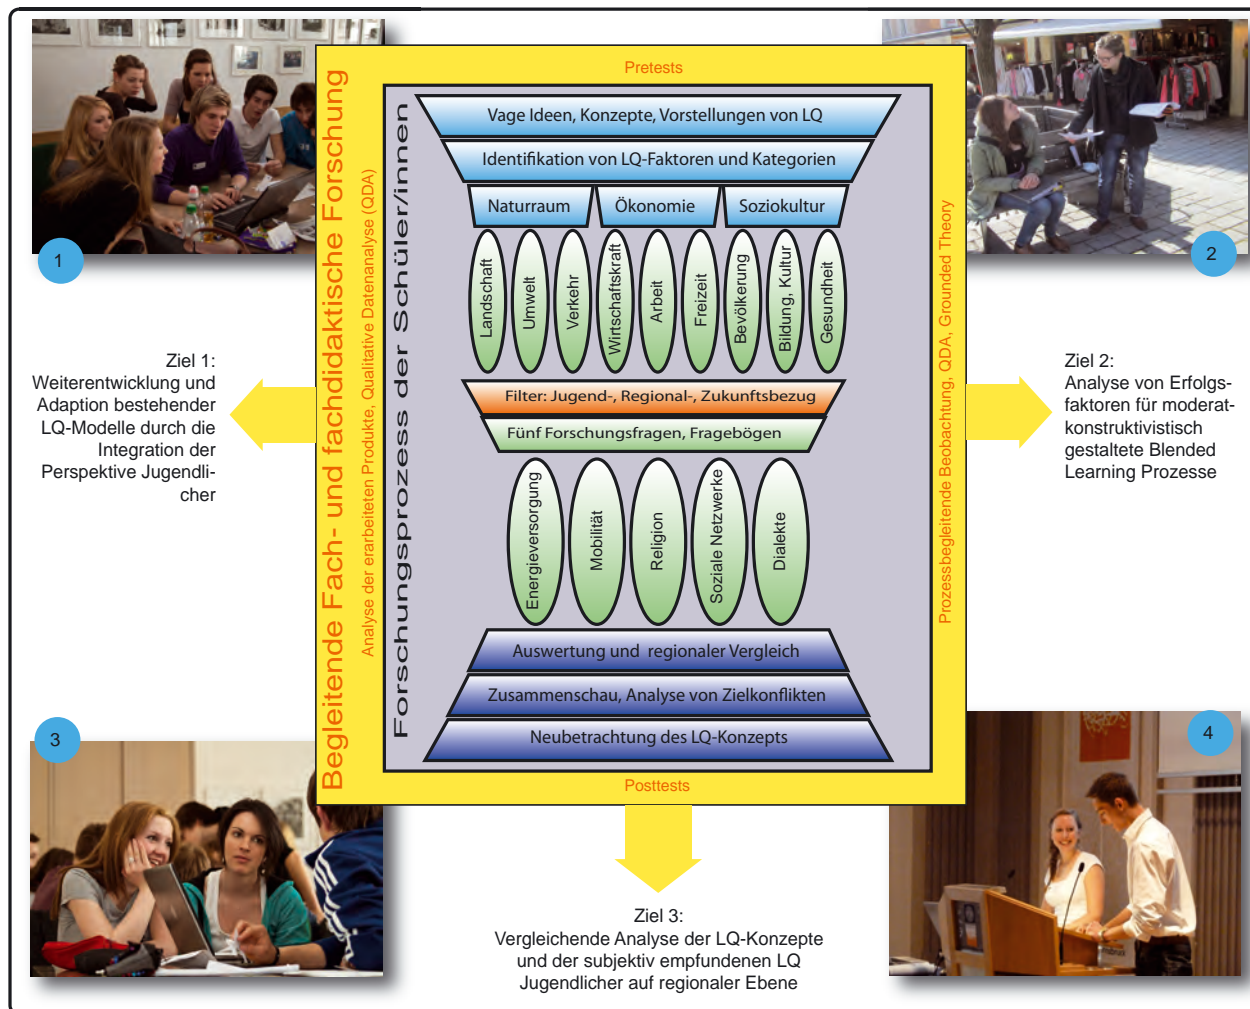 Pretests
Begleitende Fach- und fachdidaktische Forschung
Analyse der erarbeiteten Produkte, Qualitative Datenanalyse (QDA)
Forschungsprozess der Schüler/innen
Vage Ideen, Konzepte, Vorstellungen von LQ
Identifikation von LQ-Faktoren und Kategorien
Naturraum
Ökonomie
Soziokultur
Landschaft
Umwelt
Verkehr
Wirtschaftskraft
Arbeit
Freizeit
Bevölkerung
Bildung, Kultur
Gesundheit
Filter: Jugend-, Regional-, Zukunftsbezug
Fünf Forschungsfragen, Fragebögen
Energieversorgung
Mobilität
Religion
Soziale Netzwerke
Dialekte
Auswertung und regionaler Vergleich
Zusammenschau, Analyse von Zielkonflikten
Neubetrachtung des LQ-Konzepts
Prozessbegleitende Beobachtung, QDA, Grounded Theory
Posttests
1
2
3
4
Ziel 1:
Weiterentwicklung und
Adaption bestehender
LQ-Modelle durch die
Integration der
Perspektive Jugendli-
cher
Ziel 2:
Analyse von Erfolgs-
faktoren für moderat-
konstruktivistisch
gestaltete Blended
Learning Prozesse
Ziel 3:
Vergleichende Analyse der LQ-Konzepte
und der subjektiv empfundenen LQ
Jugendlicher auf regionaler Ebene